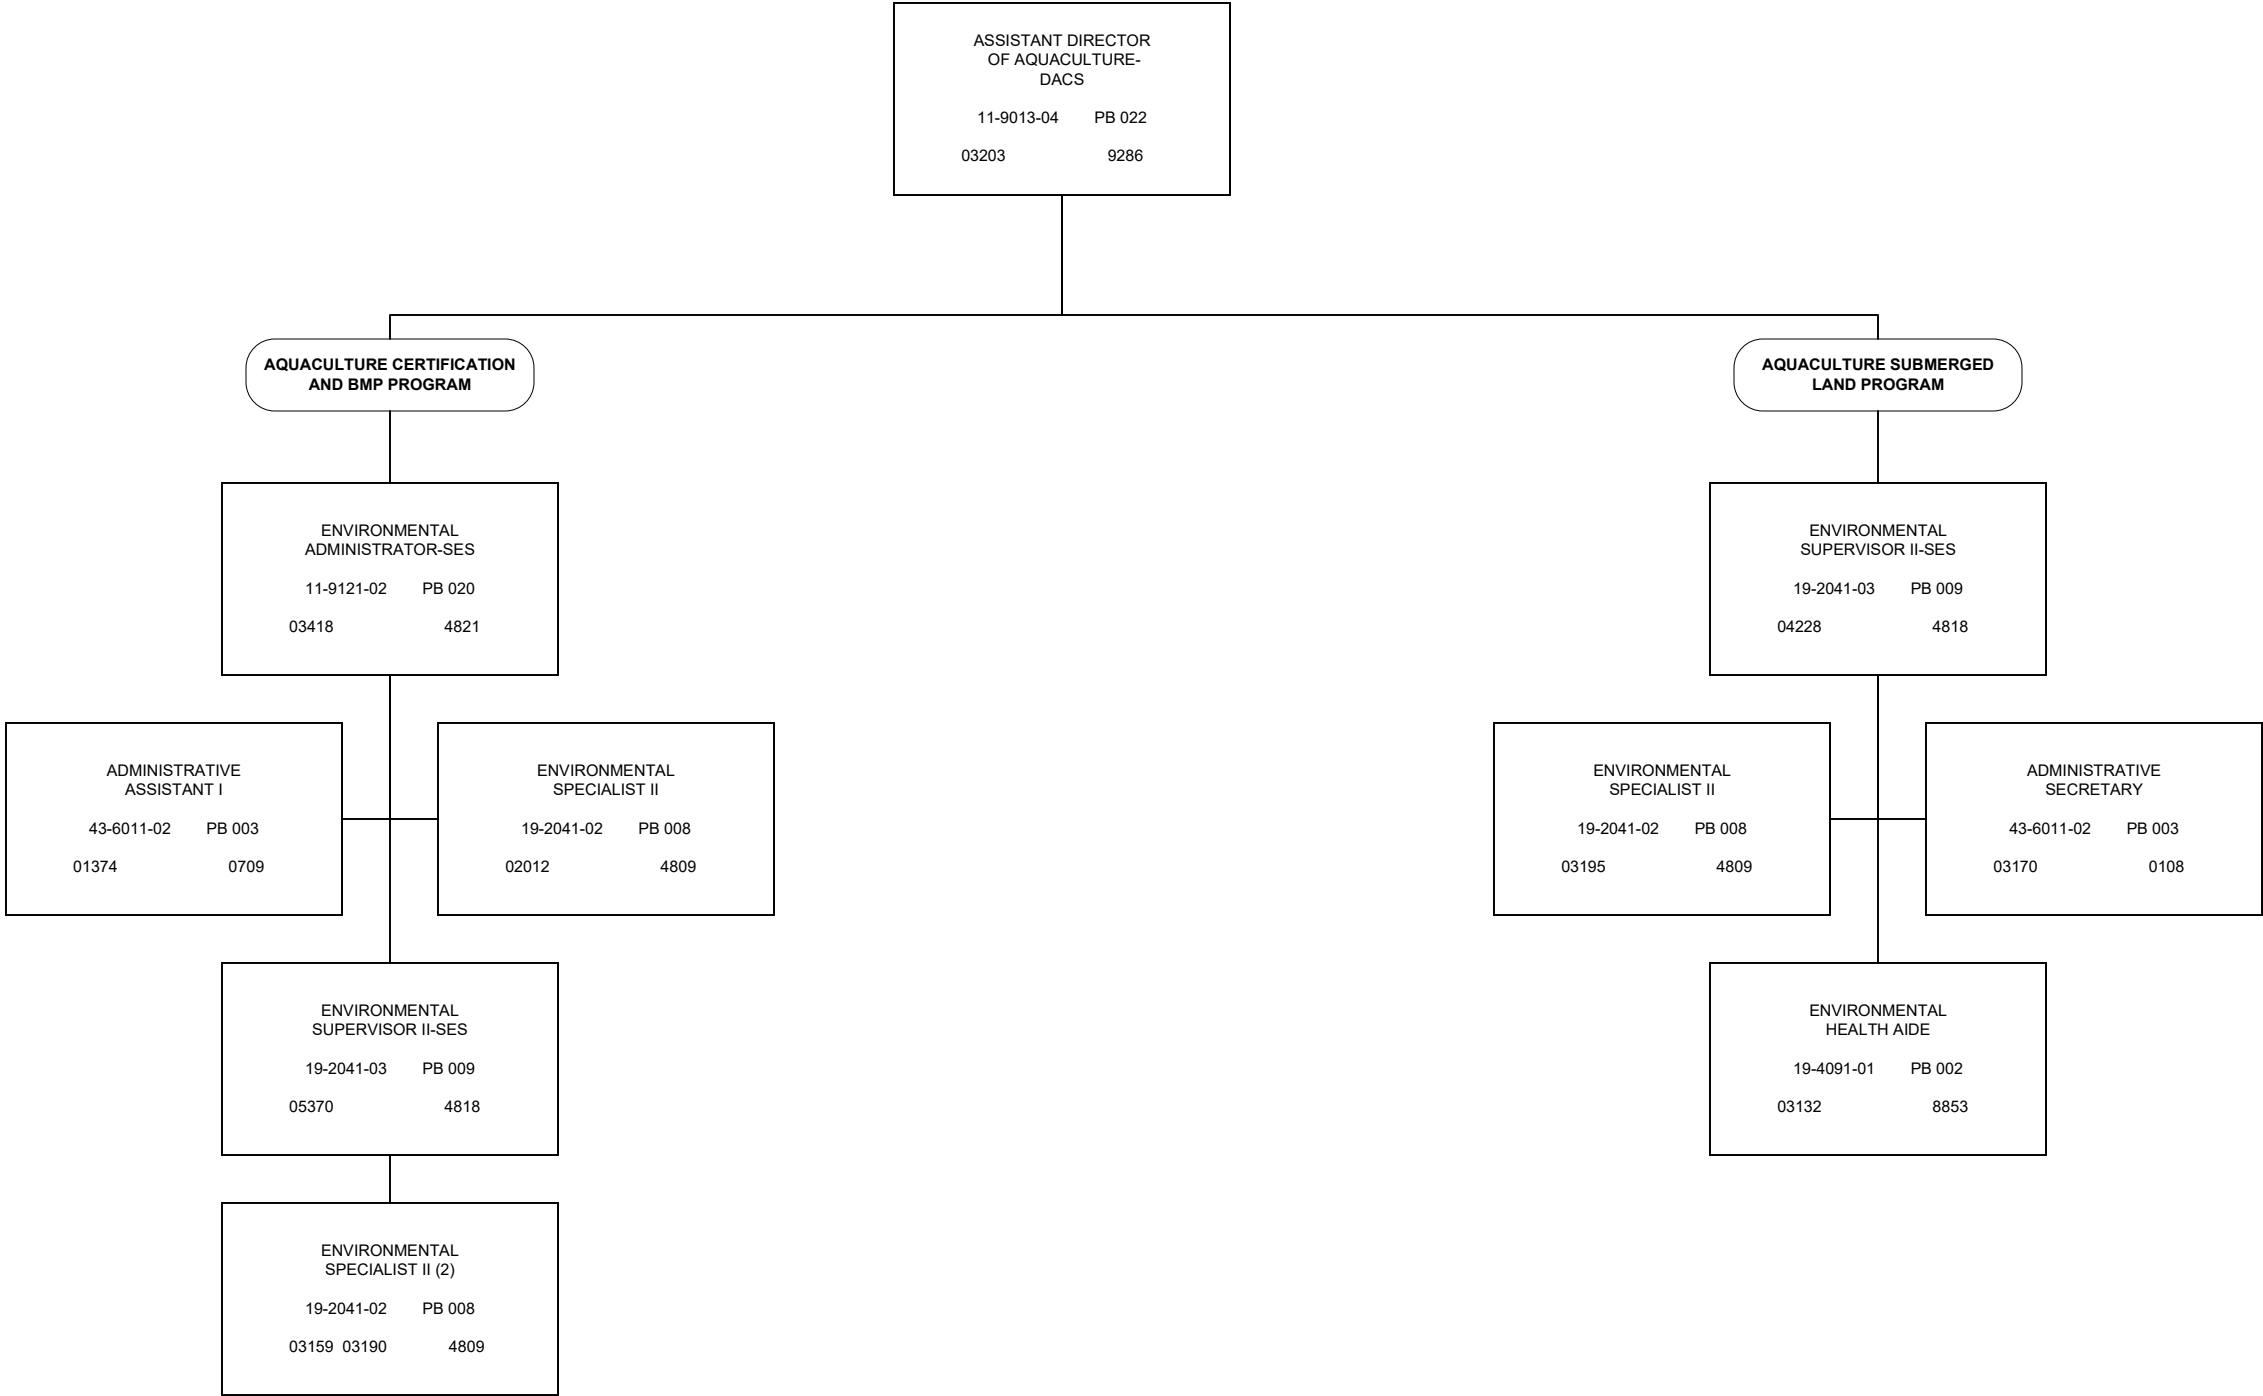 ASSISTANT DIRECTOR
OF AQUACULTURE-
DACS
11-9013-04 PB 022
03203 9286
AQUACULTURE CERTIFICATION
AND BMP PROGRAM
ENVIRONMENTAL
ADMINISTRATOR-SES
11-9121-02 PB 020
03418 4821
ADMINISTRATIVE
ASSISTANT I
43-6011-02 PB 003
01374 0709
ENVIRONMENTAL
SPECIALIST II
19-2041-02 PB 008
02012 4809
ENVIRONMENTAL
SUPERVISOR II-SES
19-2041-03 PB 009
05370 4818
ENVIRONMENTAL
SPECIALIST II (2)
19-2041-02 PB 008
03159 03190 4809
AQUACULTURE SUBMERGED
LAND PROGRAM
ENVIRONMENTAL
SUPERVISOR II-SES
19-2041-03 PB 009
04228 4818
ENVIRONMENTAL
SPECIALIST II
19-2041-02 PB 008
03195 4809
ADMINISTRATIVE
SECRETARY
43-6011-02 PB 003
03170 0108
ENVIRONMENTAL
HEALTH AIDE
19-4091-01 PB 002
03132 8853